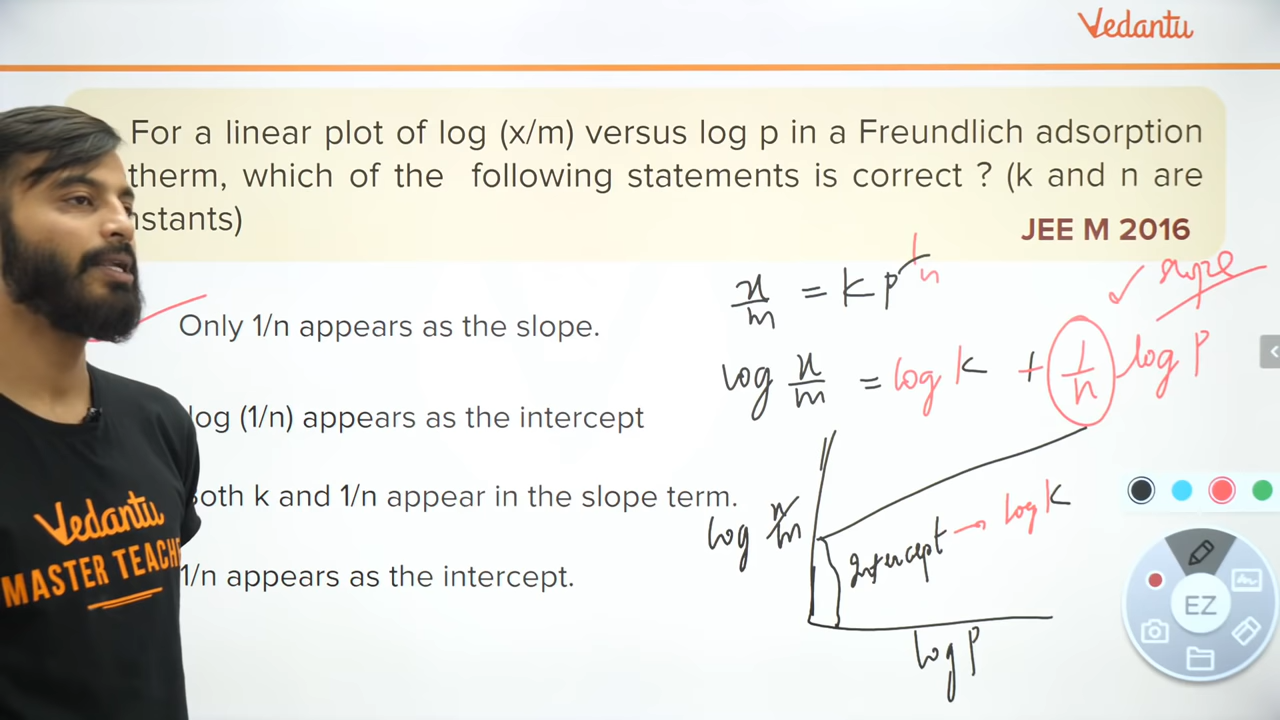 Vedantu
For a linear plot of log (x/m) versus log p in a Freundlich adsorption
therm, which of the following statements is correct ? (k and n are
nstants)
JEE M 2016
x/m = k p^1/n
✓ slope
Only 1/n appears as the slope.
log x/m = log k + 1/n log P
log (1/n) appears as the intercept
Both k and 1/n appear in the slope term.
log x/m
Intercept → log k
1/n appears as the intercept.
log P
Vedantu
MASTER TEACHE
EZ